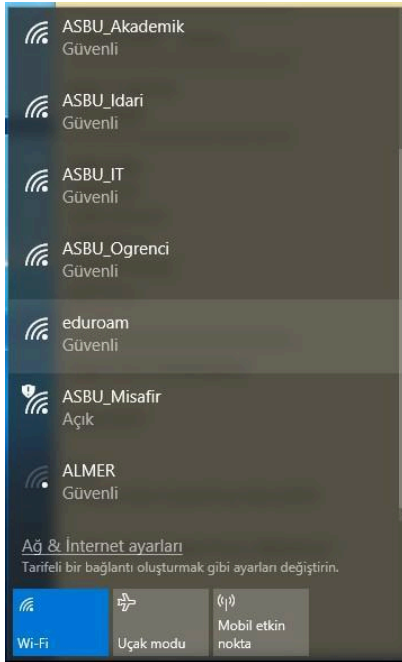 ASBU_Akademik
Güvenli
ASBU_Idari
Güvenli
ASBU_IT
Güvenli
ASBU_Ogrenci
Güvenli
eduroam
Güvenli
ASBU_Misafir
Açık
ALMER
Güvenli
Ağ & İnternet ayarları
Tarifeli bir bağlantı oluşturmak gibi ayarları değiştirin.
Wi-Fi
Uçak modu
Mobil etkin
nokta